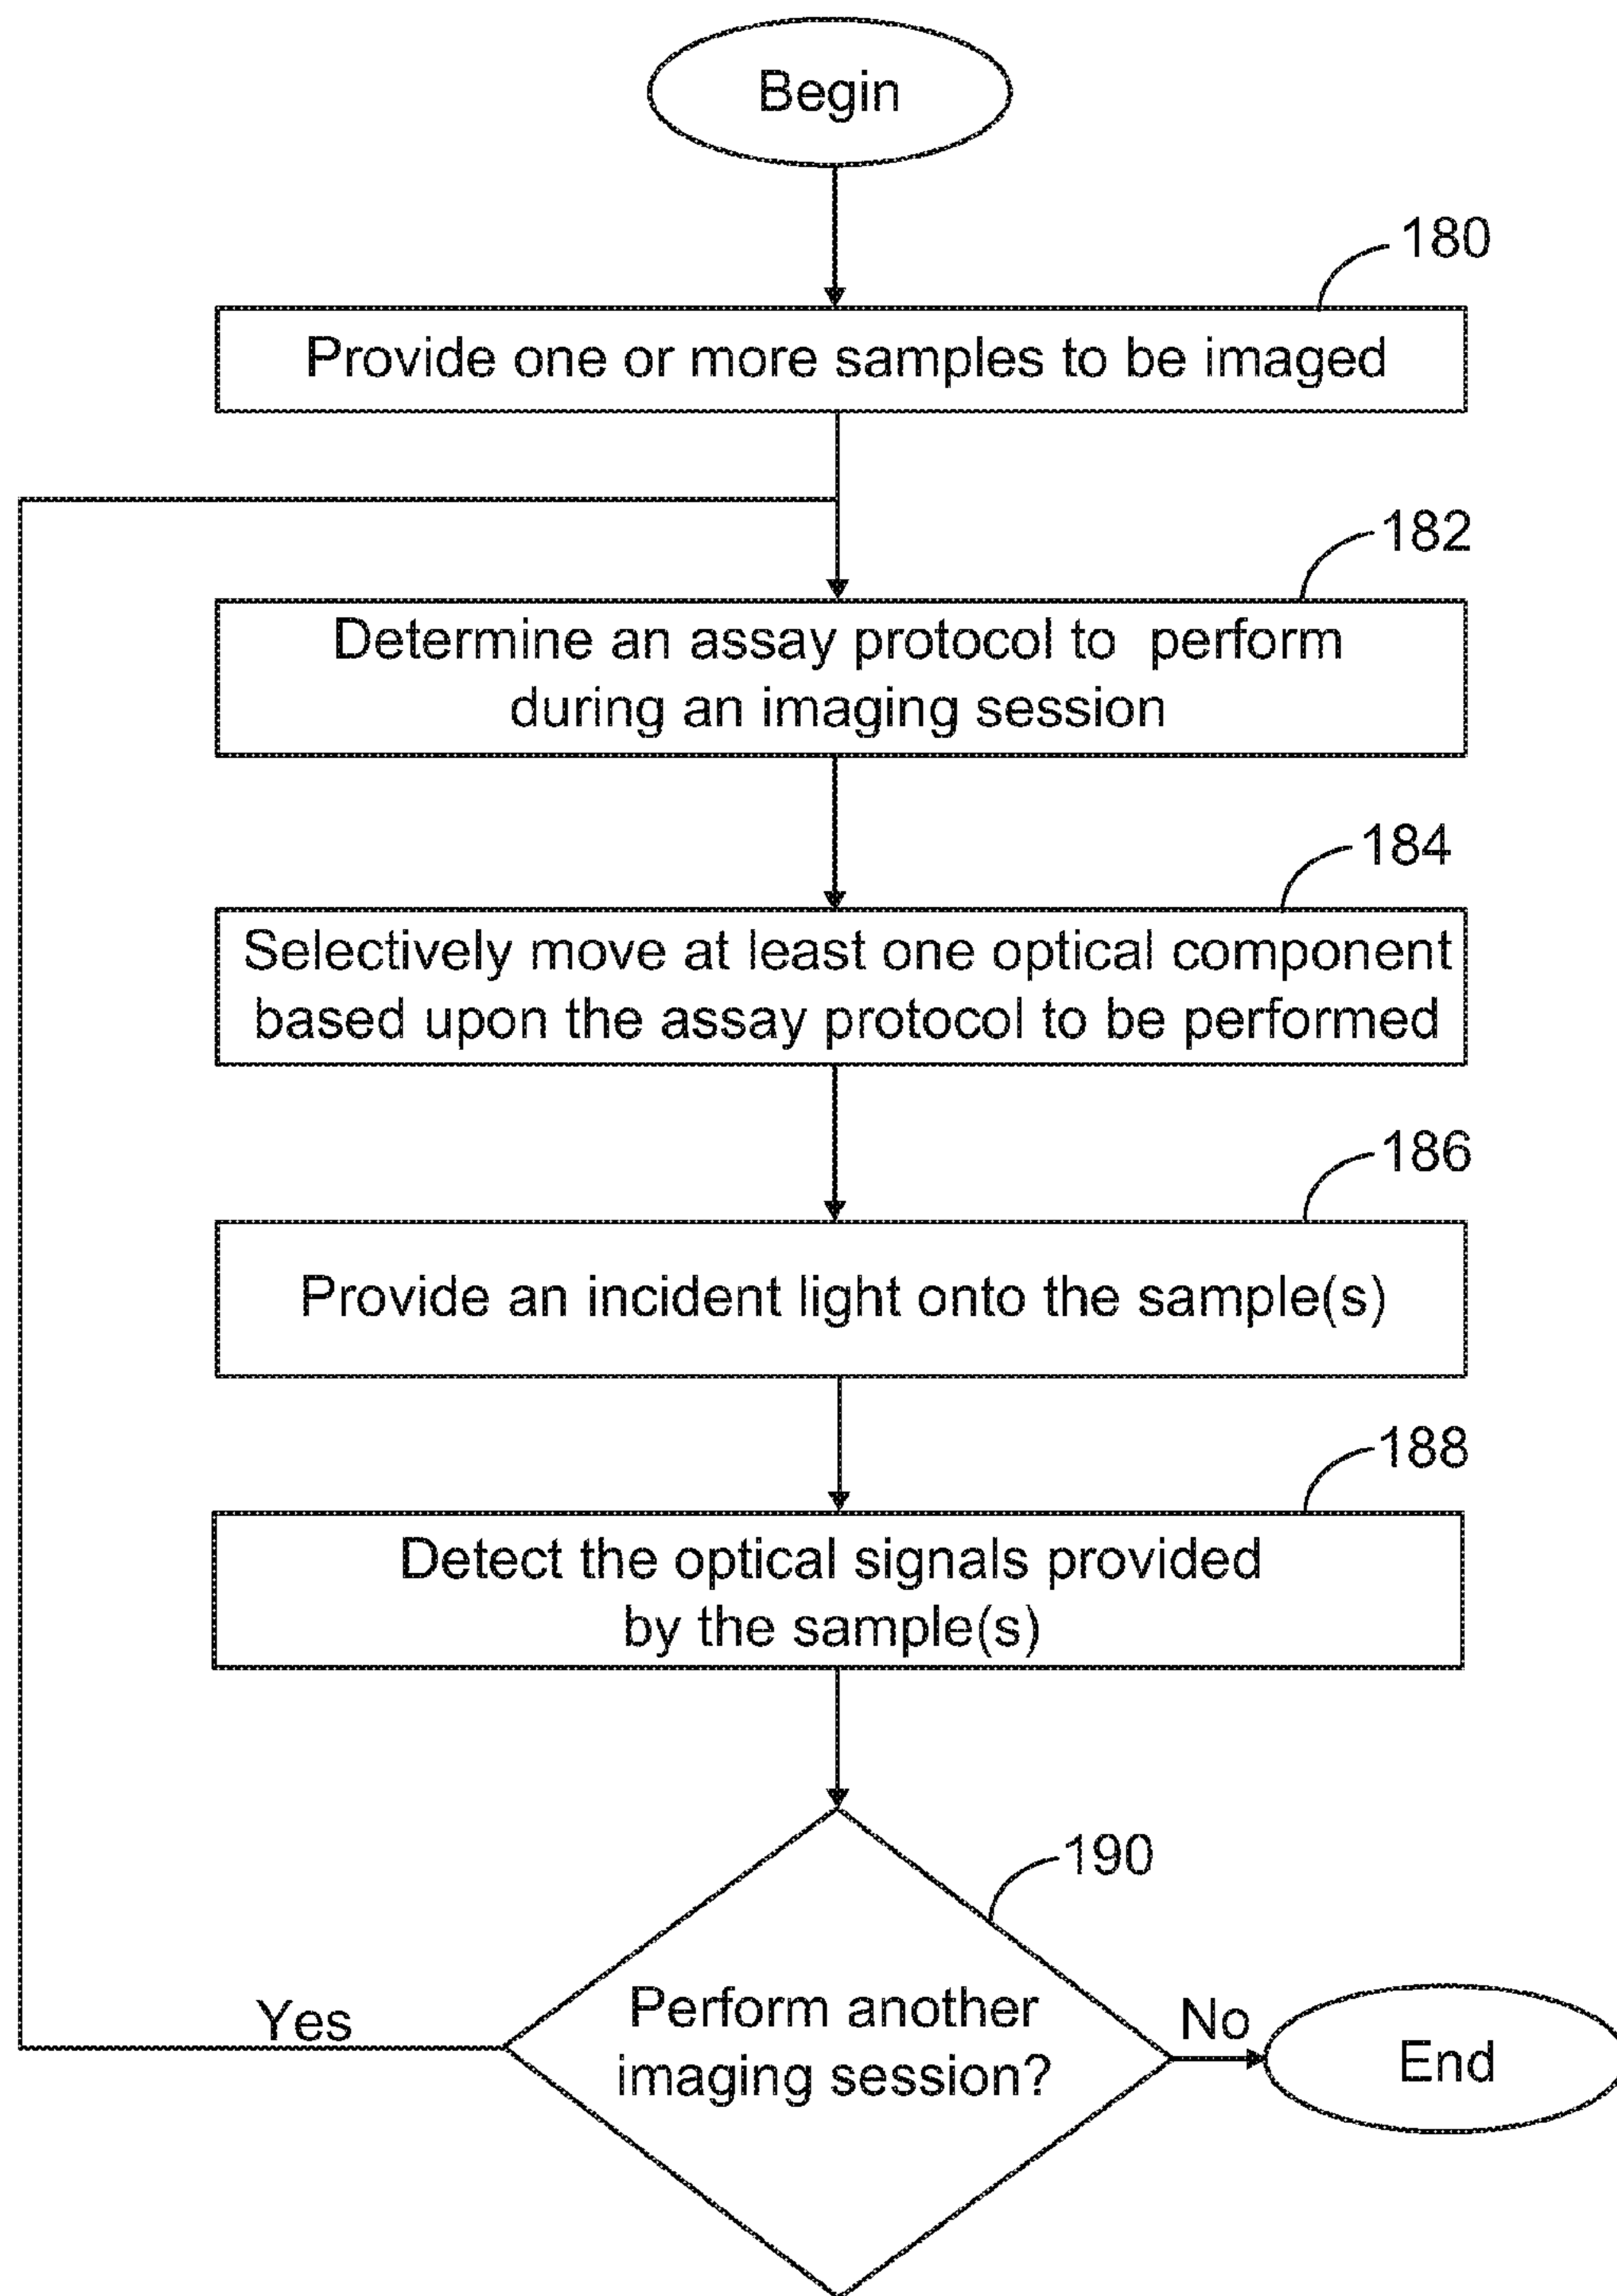 Begin
180
Provide one or more samples to be imaged
182
Determine an assay protocol to perform
during an imaging session
184
Selectively move at least one optical component
based upon the assay protocol to be performed
186
Provide an incident light onto the sample(s)
188
Detect the optical signals provided
by the sample(s)
190
Perform another
imaging session?
Yes
No
End